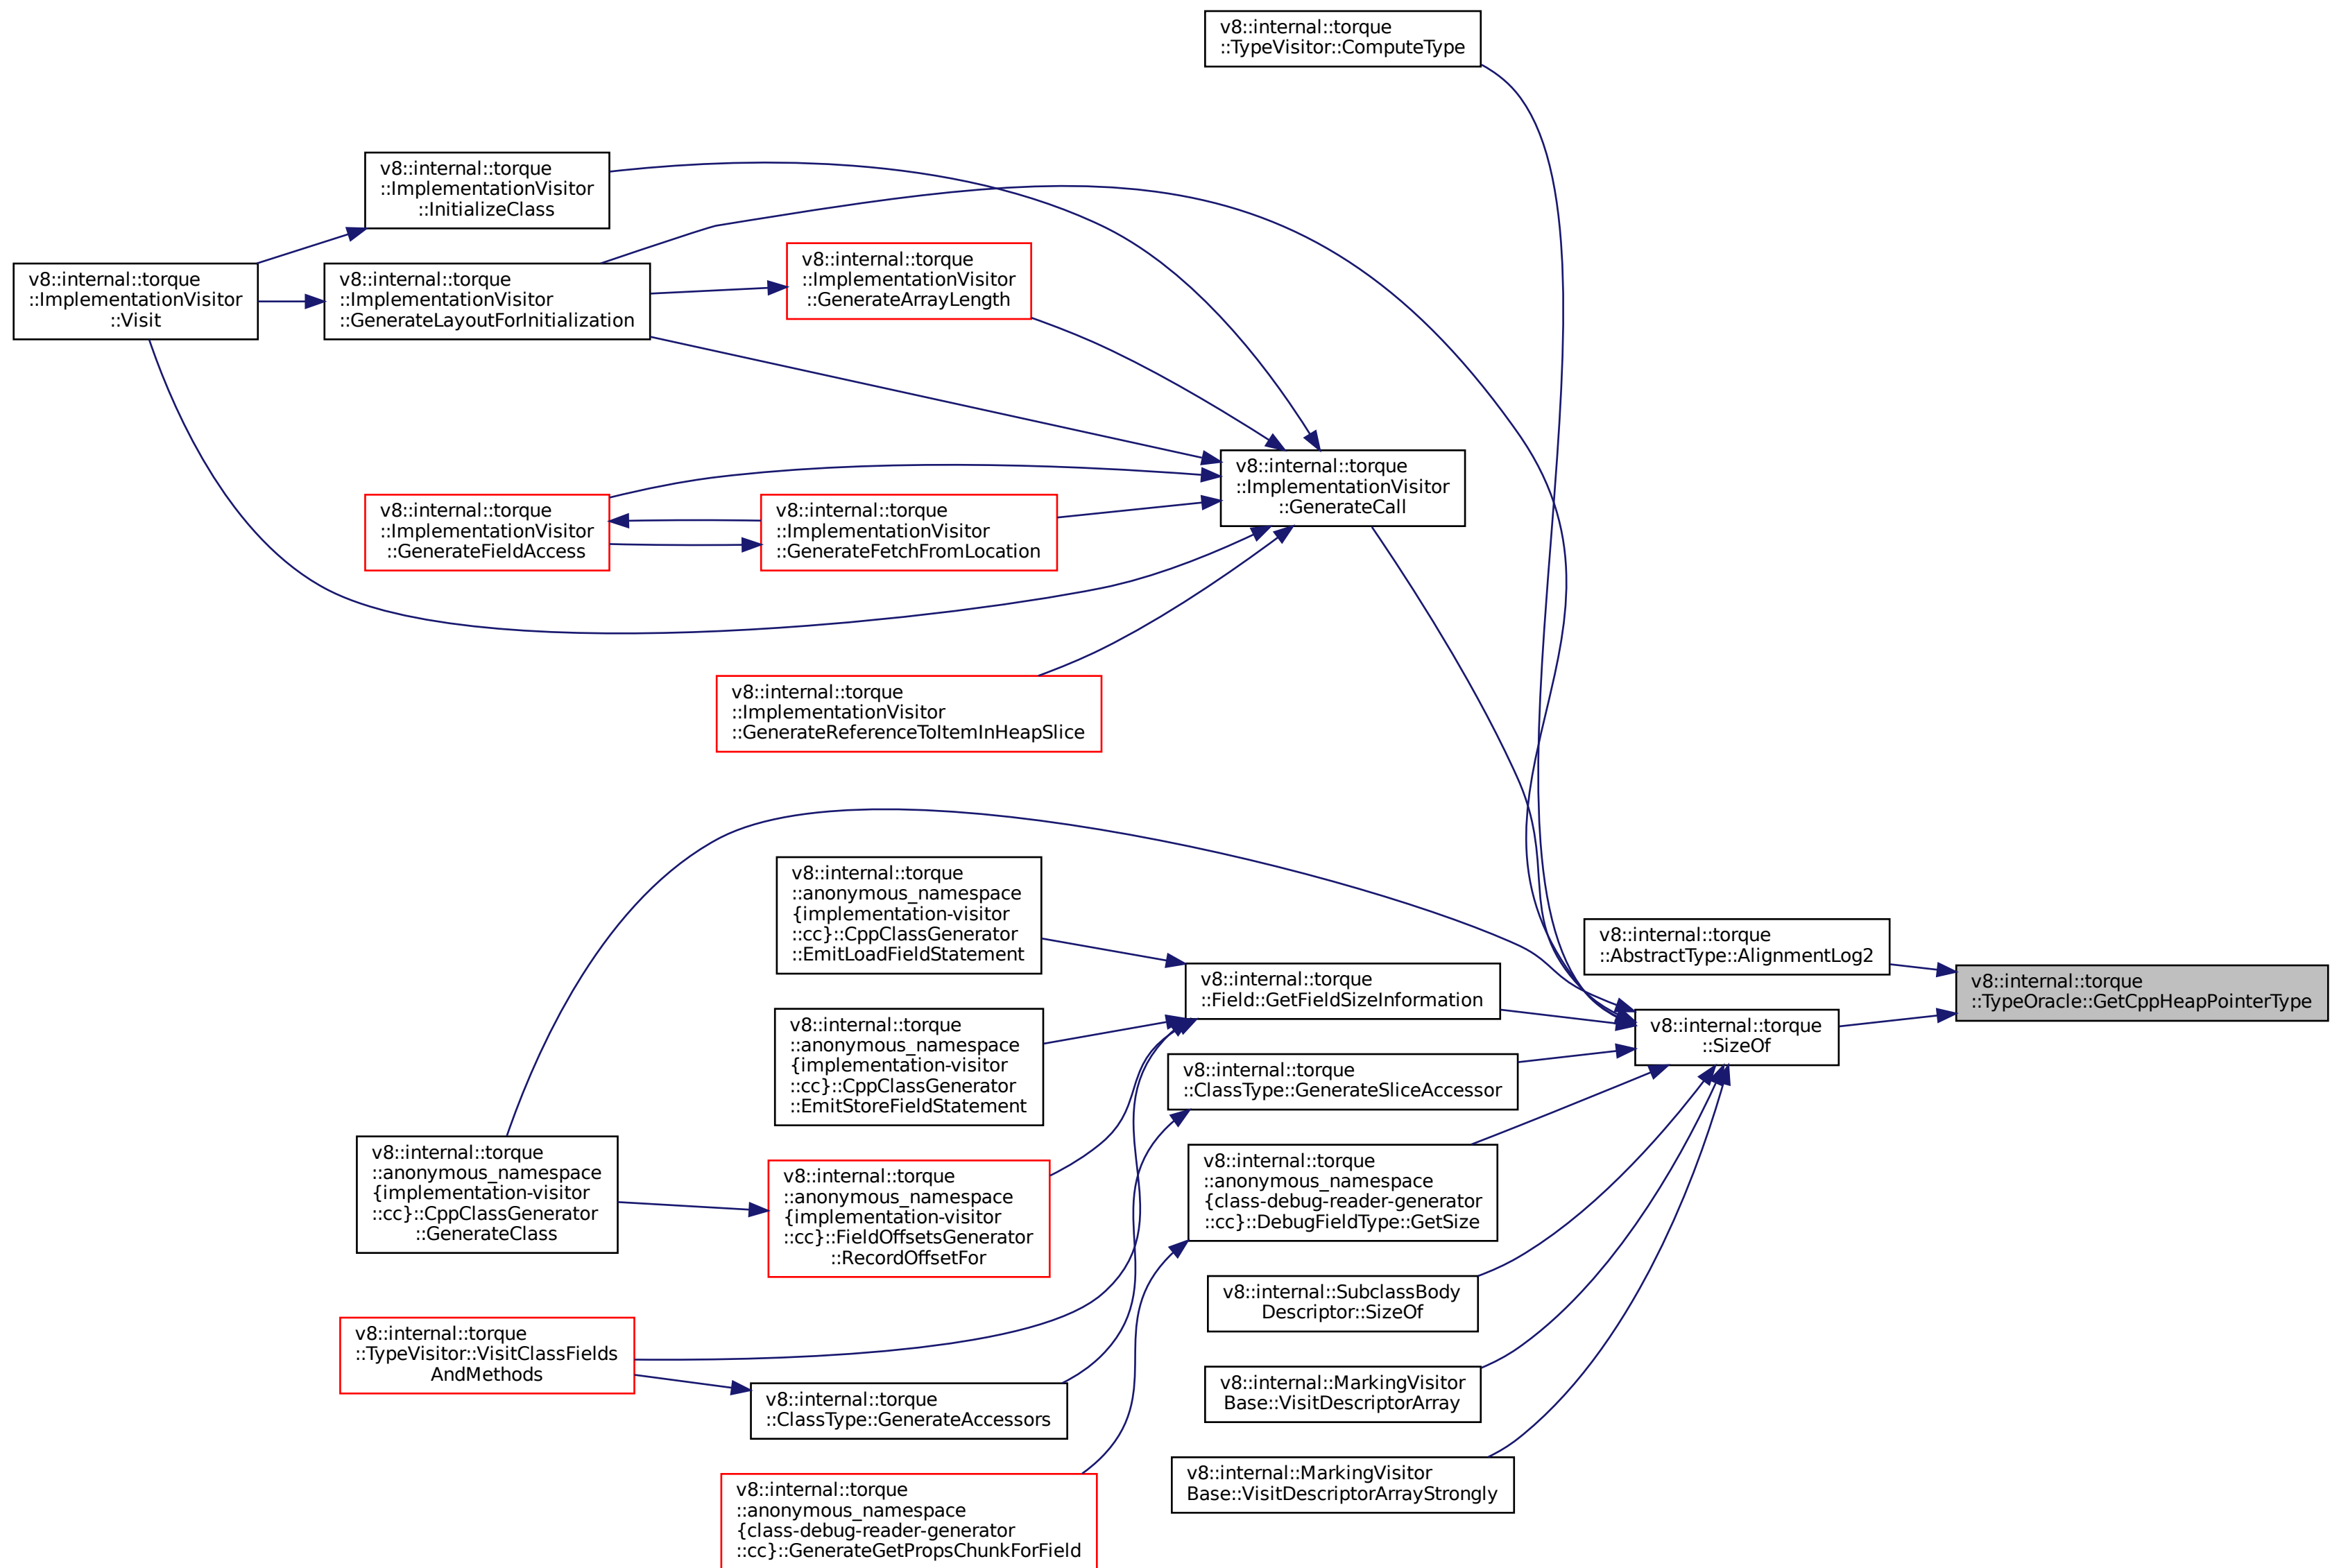 v8::internal::torque
::TypeVisitor::ComputeType
v8::internal::torque
::ImplementationVisitor
::InitializeClass
v8::internal::torque
::ImplementationVisitor
::GenerateArrayLength
v8::internal::torque
::ImplementationVisitor
::Visit
v8::internal::torque
::ImplementationVisitor
::GenerateLayoutForInitialization
v8::internal::torque
::ImplementationVisitor
::GenerateCall
v8::internal::torque
::ImplementationVisitor
::GenerateFieldAccess
v8::internal::torque
::ImplementationVisitor
::GenerateFetchFromLocation
v8::internal::torque
::ImplementationVisitor
::GenerateReferenceToItemInHeapSlice
v8::internal::torque
::anonymous_namespace
{implementation-visitor
::cc}::CppClassGenerator
::EmitLoadFieldStatement
v8::internal::torque
::AbstractType::AlignmentLog2
v8::internal::torque
::Field::GetFieldSizeInformation
v8::internal::torque
::TypeOracle::GetCppHeapPointerType
v8::internal::torque
::anonymous_namespace
{implementation-visitor
::cc}::CppClassGenerator
::EmitStoreFieldStatement
v8::internal::torque
::SizeOf
v8::internal::torque
::ClassType::GenerateSliceAccessor
v8::internal::torque
::anonymous_namespace
{implementation-visitor
::cc}::CppClassGenerator
::GenerateClass
v8::internal::torque
::anonymous_namespace
{implementation-visitor
::cc}::FieldOffsetsGenerator
::RecordOffsetFor
v8::internal::torque
::anonymous_namespace
{class-debug-reader-generator
::cc}::DebugFieldType::GetSize
v8::internal::SubclassBody
Descriptor::SizeOf
v8::internal::torque
::TypeVisitor::VisitClassFields
AndMethods
v8::internal::MarkingVisitor
Base::VisitDescriptorArray
v8::internal::torque
::ClassType::GenerateAccessors
v8::internal::MarkingVisitor
Base::VisitDescriptorArrayStrongly
v8::internal::torque
::anonymous_namespace
{class-debug-reader-generator
::cc}::GenerateGetPropsChunkForField